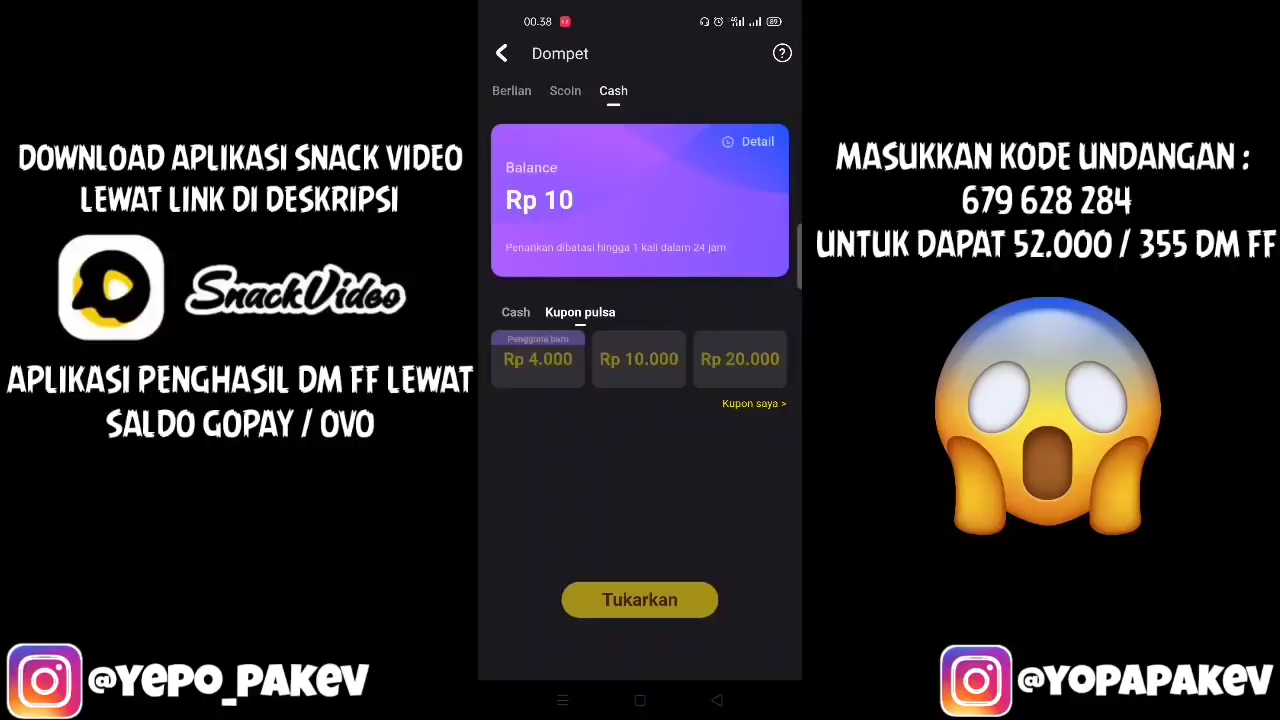 DOWNLOAD APLIKASI SNACK VIDEO
LEWAT LINK DI DESKRIPSI
SnackVideo
APLIKASI PENGHASIL DM FF LEWAT
SALDO GOPAY / OVO
@YEPO_PAKEV
00.38
89
Dompet
?
Berlian Scoin Cash
Detail
Balance
Rp 10
Penarikan dibatasi hingga 1 kali dalam 24 jam
Cash Kupon pulsa
Pengguna baru
Rp 4.000 Rp 10.000 Rp 20.000
Kupon saya >
Tukarkan
MASUKKAN KODE UNDANGAN :
679 628 284
UNTUK DAPAT 52.000 / 355 DM FF
@YOPAPAKEV